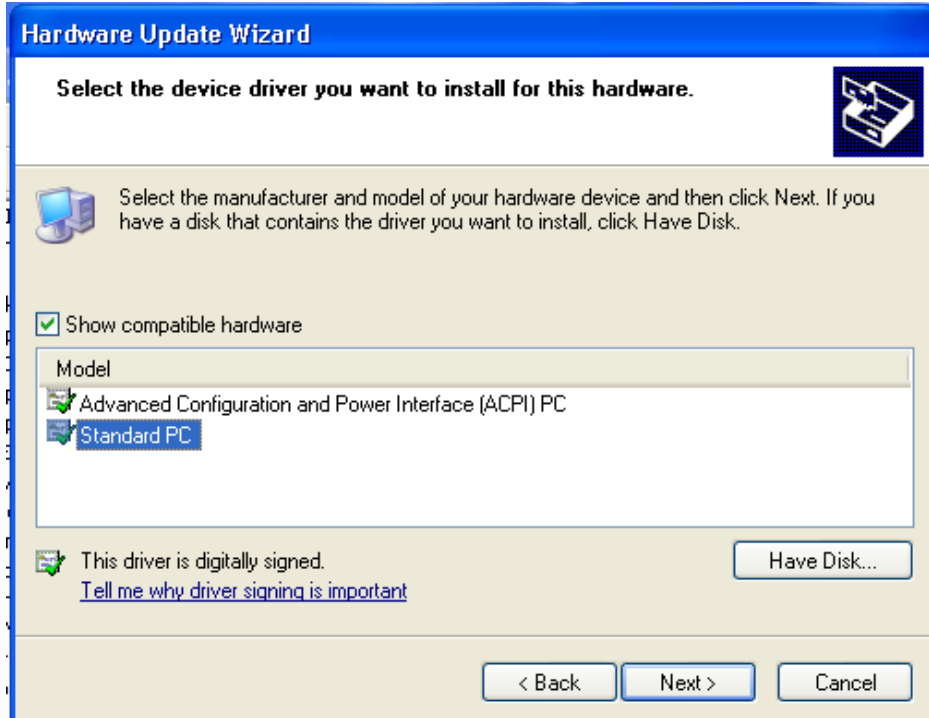 Hardware Update Wizard
Select the device driver you want to install for this hardware.
Select the manufacturer and model of your hardware device and then click Next. If you
have a disk that contains the driver you want to install, click Have Disk.
Show compatible hardware
Model
Advanced Configuration and Power Interface (ACPI) PC
Standard PC
This driver is digitally signed.
Have Disk...
Tell me why driver signing is important
< Back
Next >
Cancel